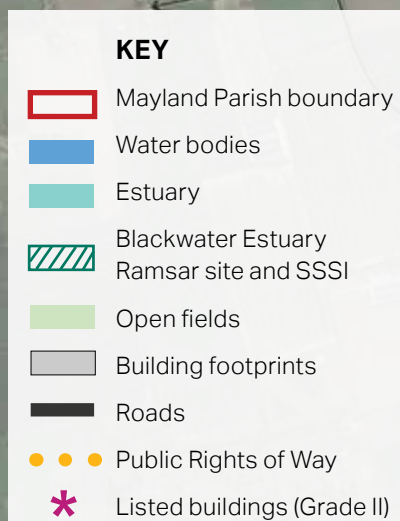 KEY
Mayland Parish boundary
Water bodies
Estuary
Blackwater Estuary
Ramsar site and SSSI
Open fields
Building footprints
Roads
Public Rights of Way
Listed buildings (Grade II)